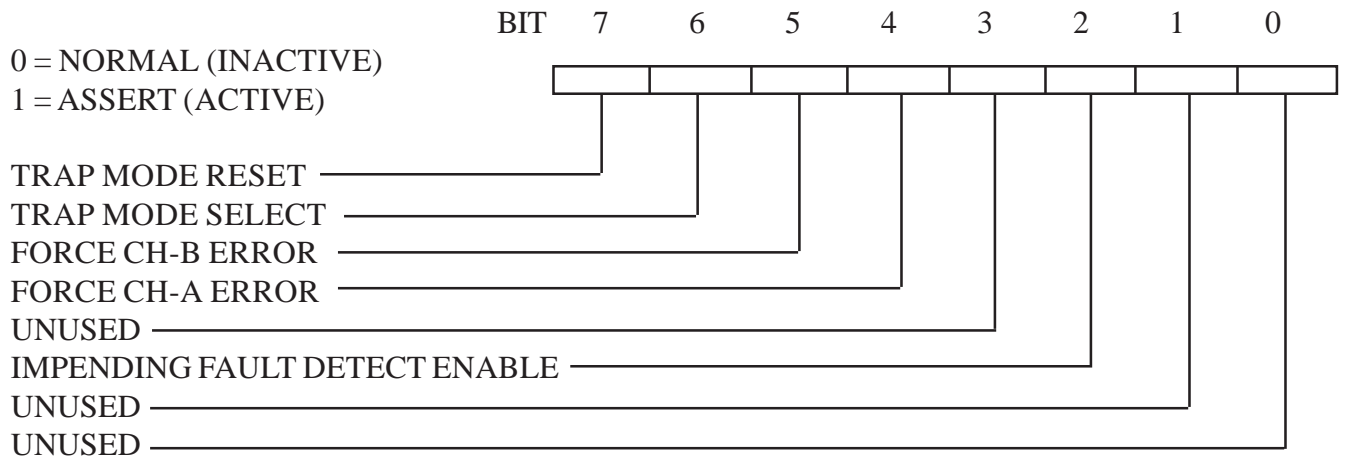 BIT 7 6 5 4 3 2 1 0
0 = NORMAL (INACTIVE)
1 = ASSERT (ACTIVE)
TRAP MODE RESET
TRAP MODE SELECT
FORCE CH-B ERROR
FORCE CH-A ERROR
UNUSED
IMPENDING FAULT DETECT ENABLE
UNUSED
UNUSED